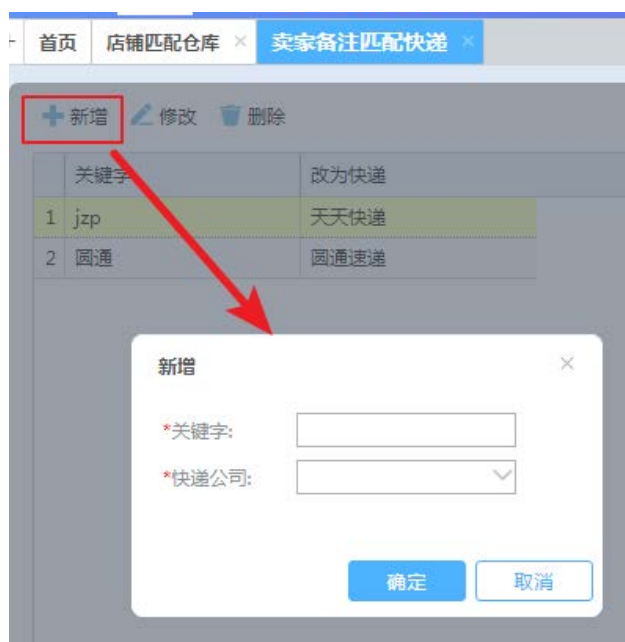 首页 店铺匹配仓库 × 卖家备注匹配快递 ×
新增 修改 删除
关键字 改为快递
1 jzp 天天快递
2 圆通 圆通速递
新增 ×
*关键字:
*快递公司:
确定 取消